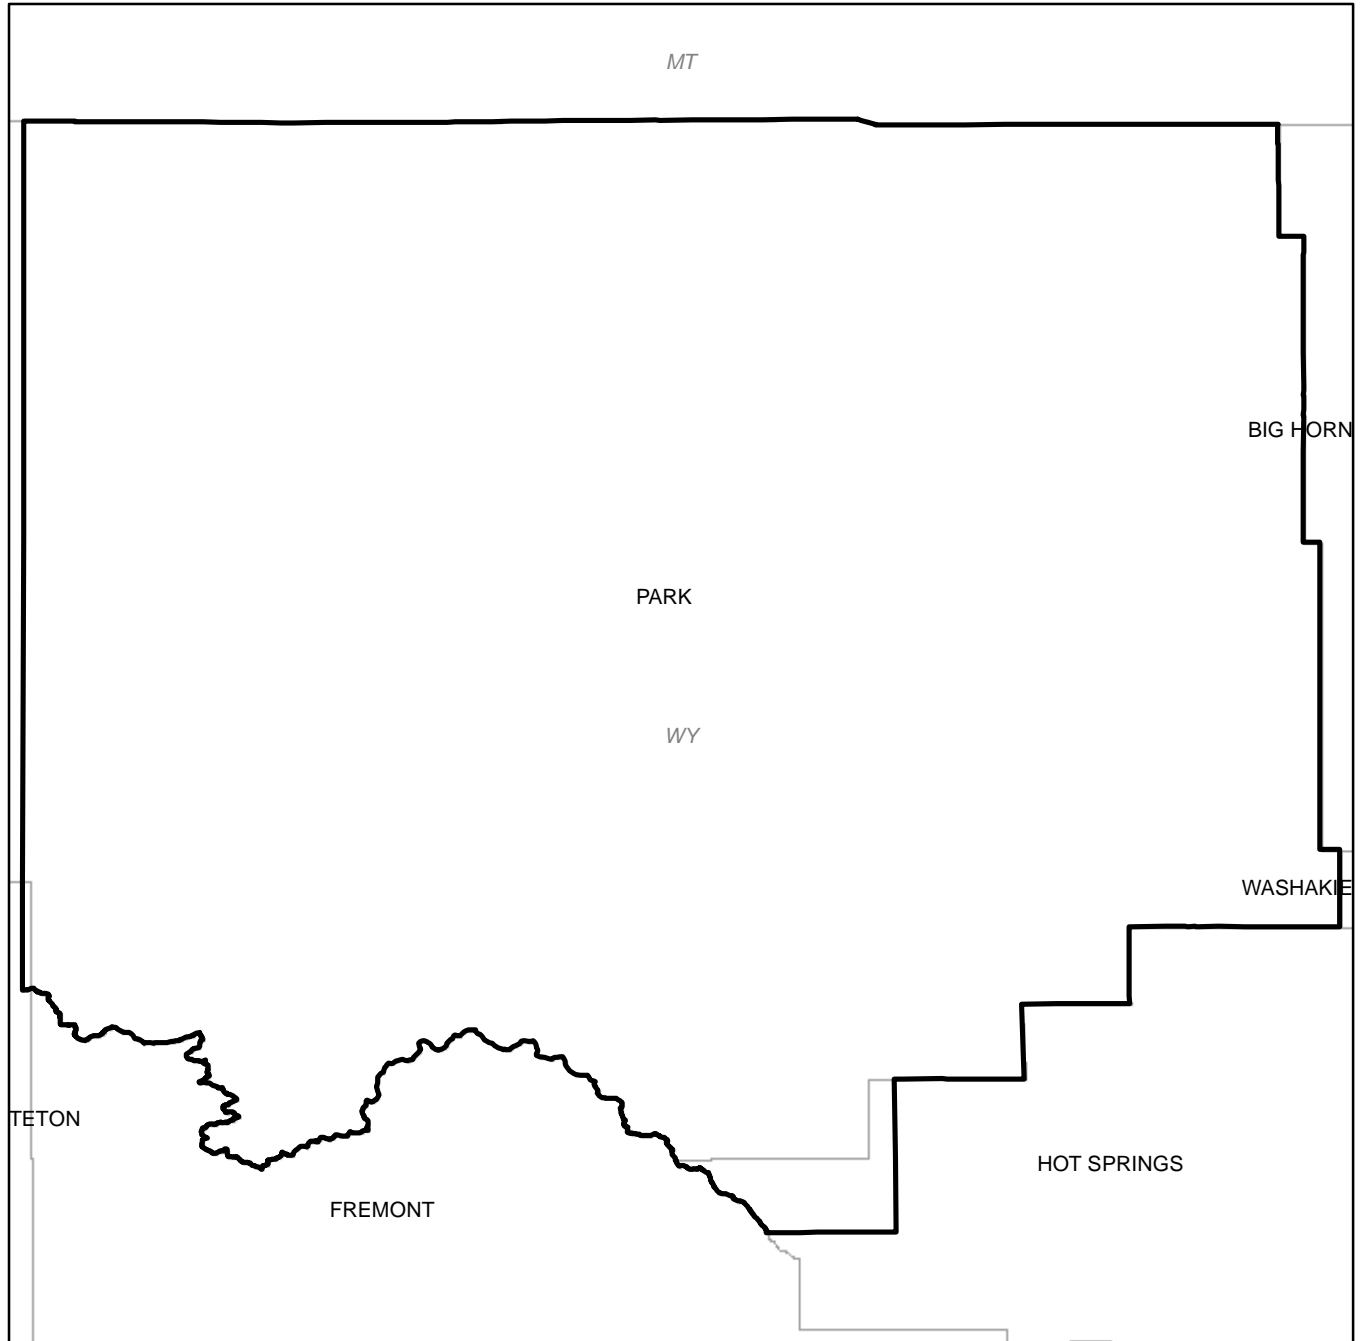 MT
BIG HORN
PARK
WY
WASHAKIE
TETON
HOT SPRINGS
FREMONT